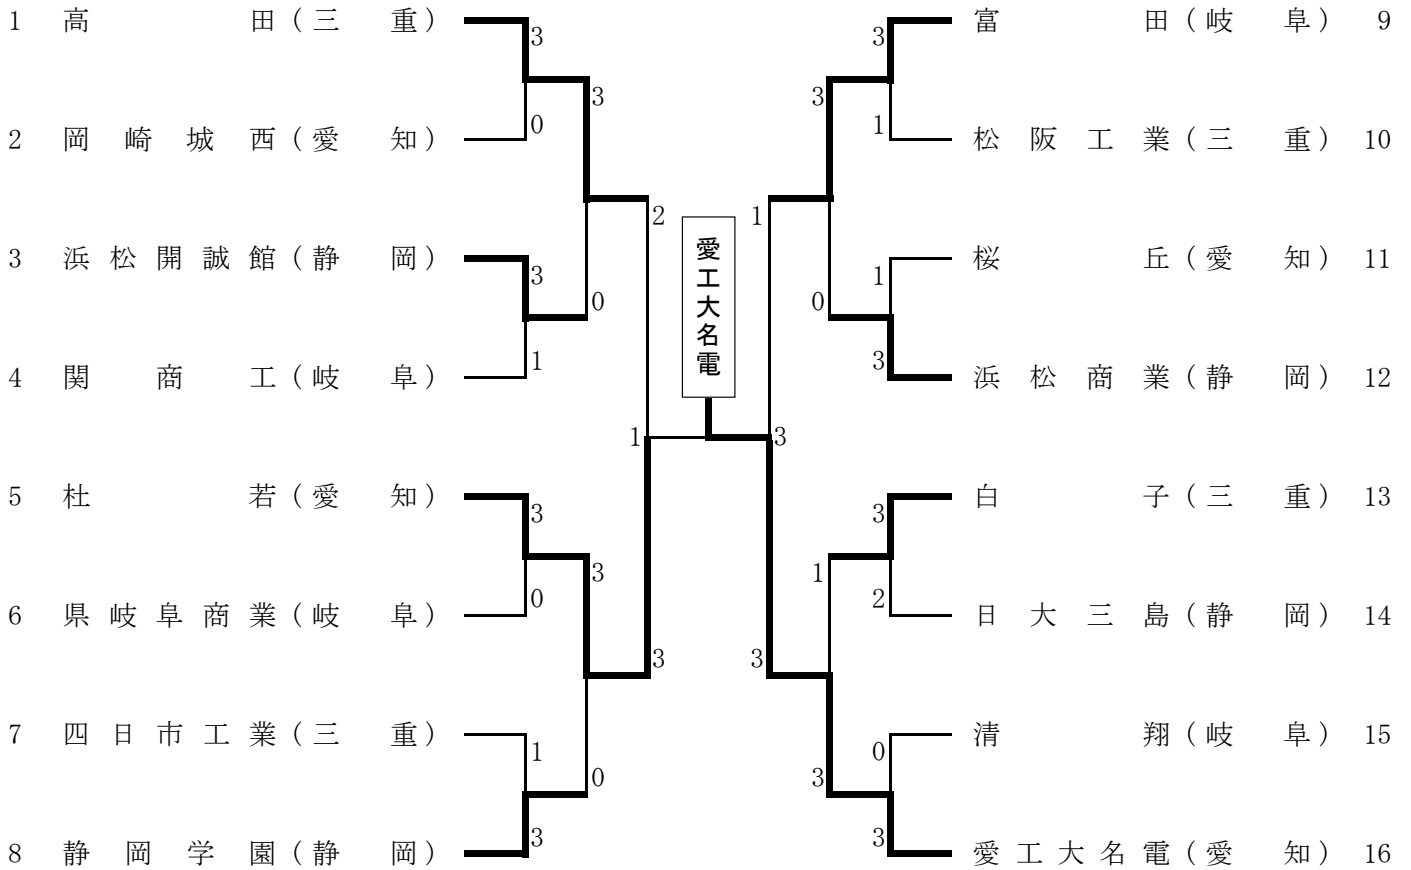 1 高田(三重)
3
0
2 岡崎城西(愛知)
3
3 浜松開誠館(静岡)
3
1
4 関商工(岐阜)
0
2
5 杜若(愛知)
3
0
6 県岐阜商業(岐阜)
3
7 四日市工業(三重)
1
3
8 静岡学園(静岡)
0
3
1
愛工大名電
3
富田(岐阜) 9
3
1
松阪工業(三重) 10
3
桜丘(愛知) 11
1
3
浜松商業(静岡) 12
0
1
白子(三重) 13
3
2
日大三島(静岡) 14
1
清翔(岐阜) 15
0
3
愛工大名電(愛知) 16
3
3